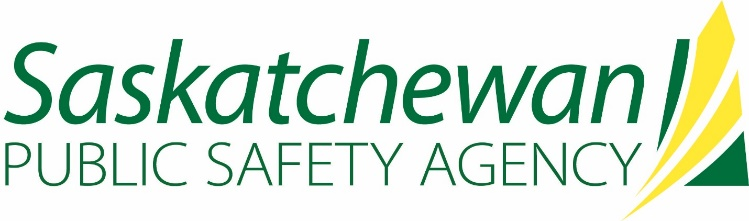 Saskatchewan
PUBLIC SAFETY AGENCY